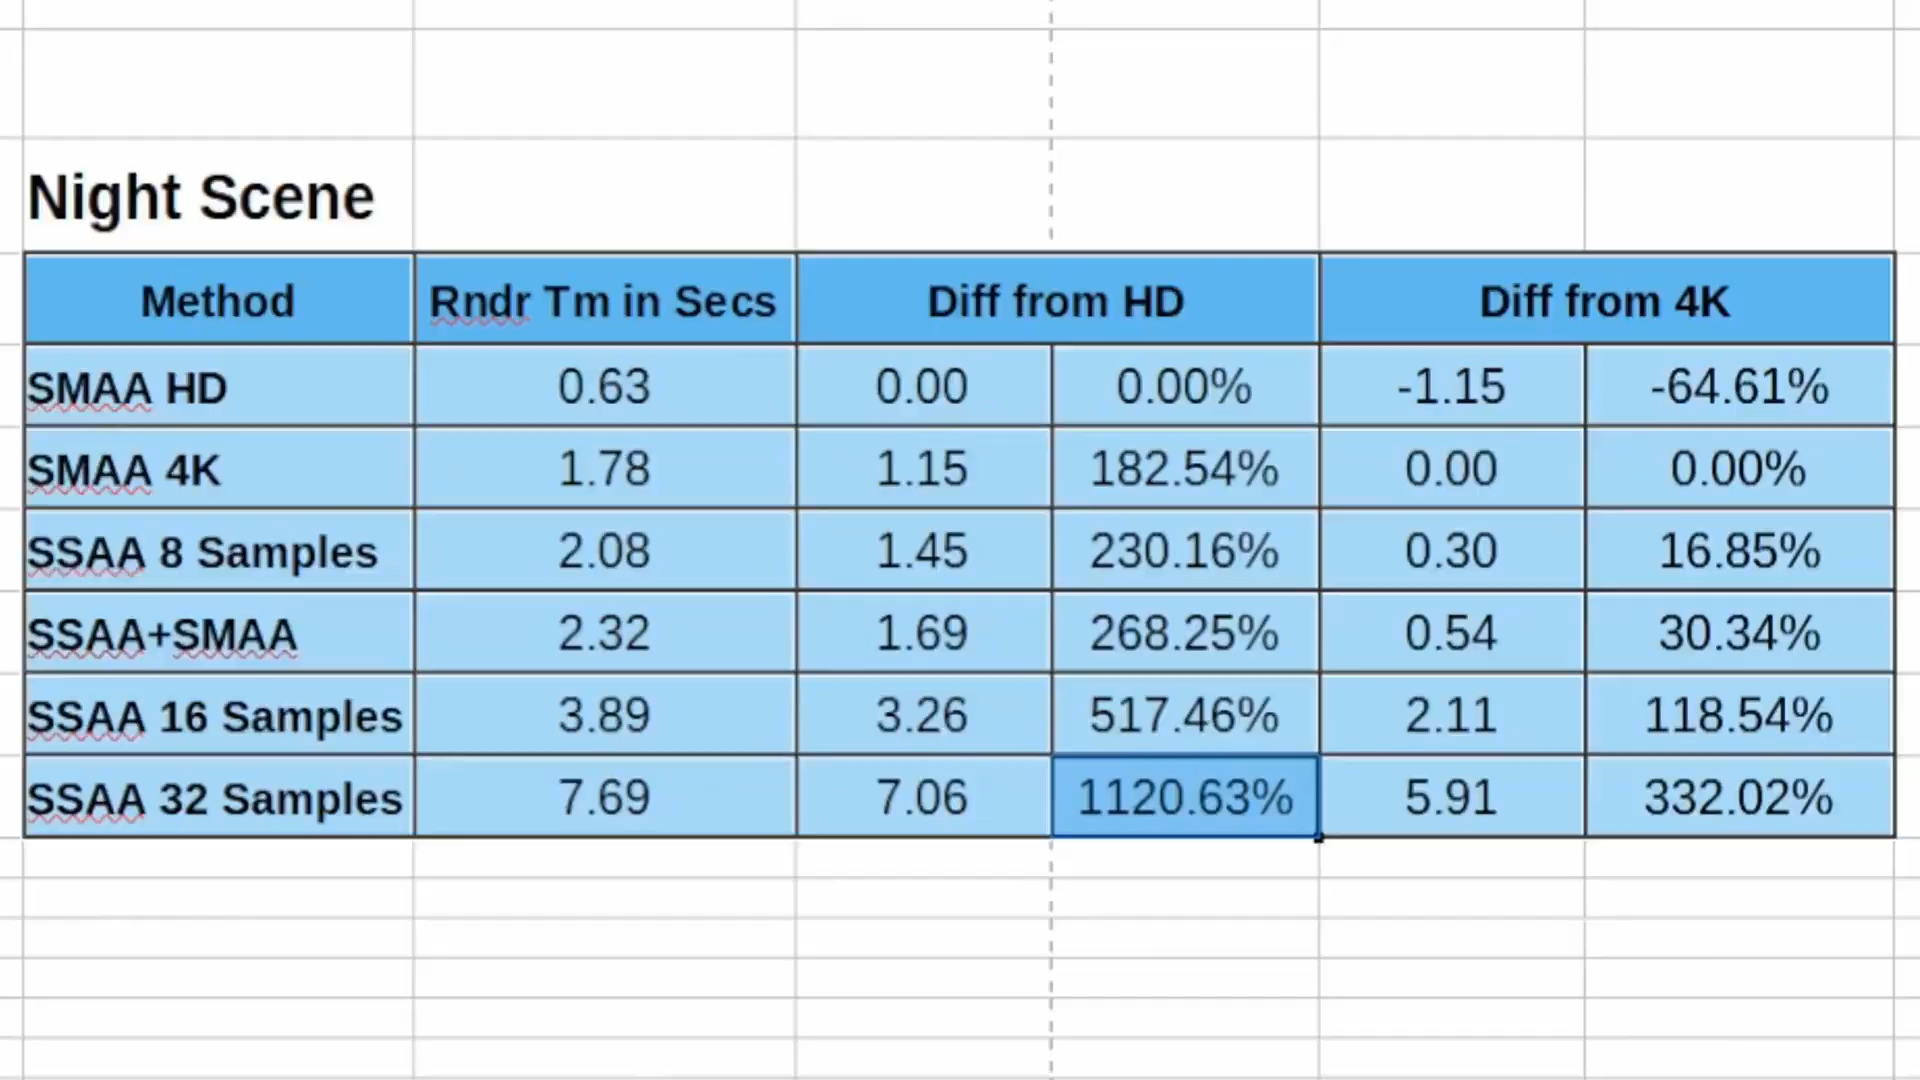 Night Scene
Method Rndr Tm in Secs Diff from HD Diff from 4K
SMAA HD 0.63 0.00 0.00% -1.15 -64.61%
SMAA 4K 1.78 1.15 182.54% 0.00 0.00%
SSAA 8 Samples 2.08 1.45 230.16% 0.30 16.85%
SSAA+SMAA 2.32 1.69 268.25% 0.54 30.34%
SSAA 16 Samples 3.89 3.26 517.46% 2.11 118.54%
SSAA 32 Samples 7.69 7.06 1120.63% 5.91 332.02%